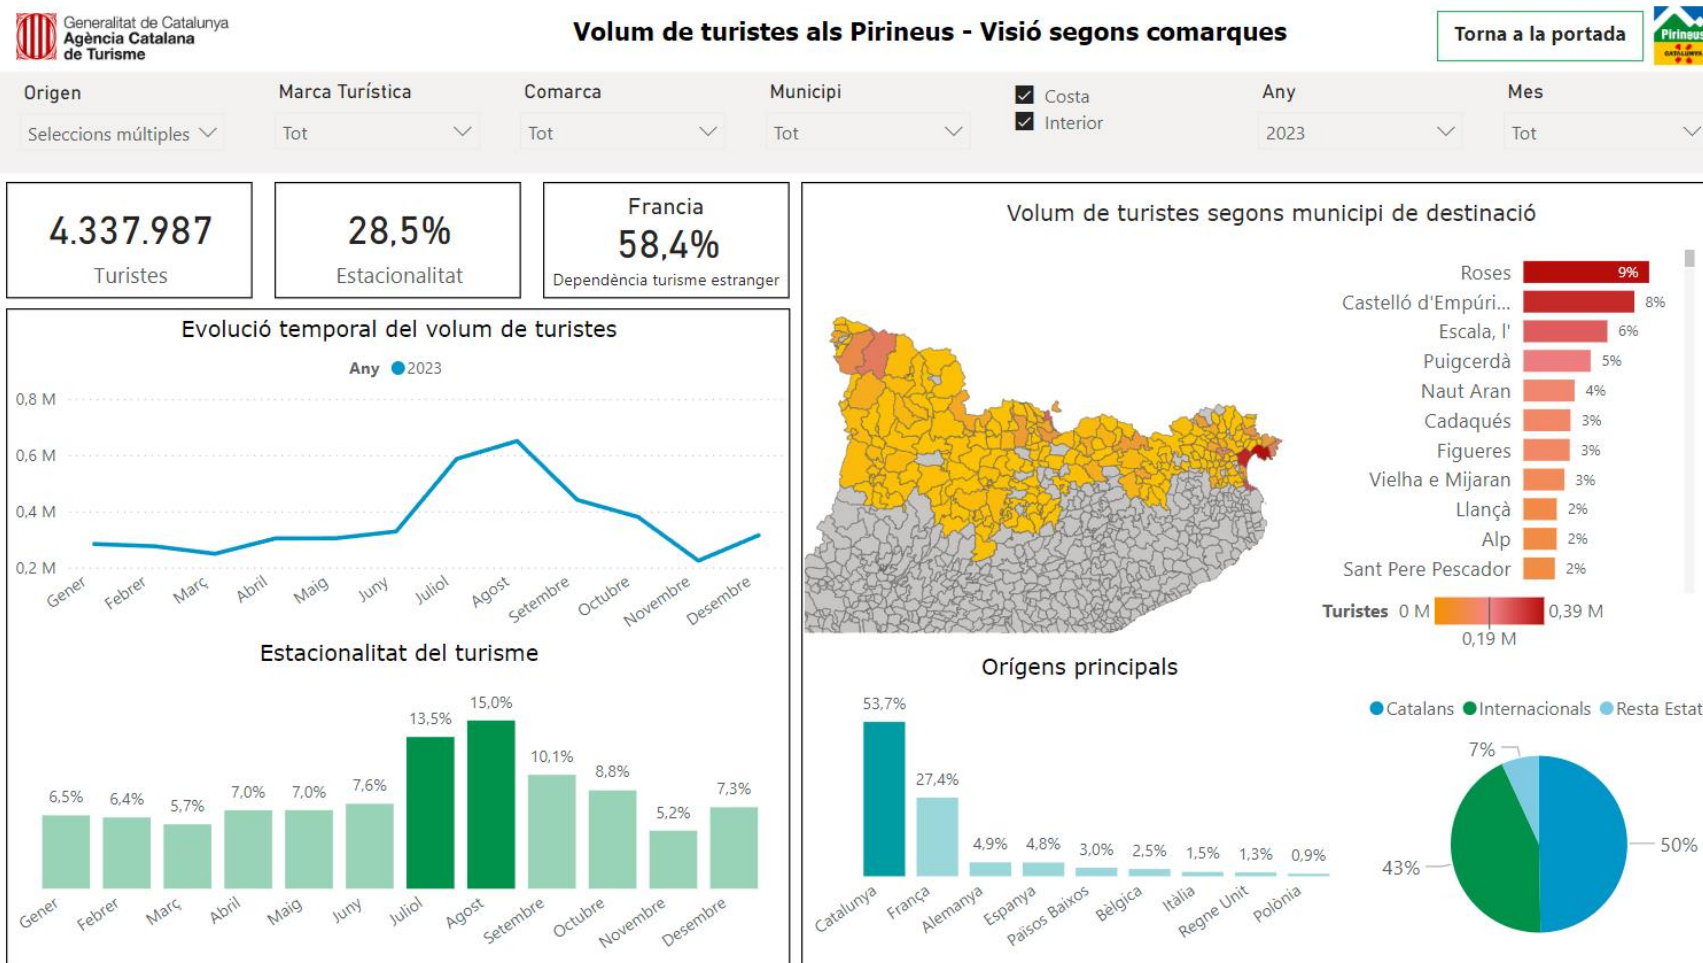 Generalitat de Catalunya
Agència Catalana
de Turisme
Volum de turistes als Pirineus - Visió segons comarques
Torna a la portada
Pirineus
CATALUNYA
Origen
Seleccions múltiples
Marca Turística
Tot
Comarca
Tot
Municipi
Tot
Costa
Interior
Any
2023
Mes
Tot
4.337.987
Turistes
28,5%
Estacionalitat
Francia
58,4%
Dependència turisme estranger
Evolució temporal del volum de turistes
Any 2023
0,8 M
0,6 M
0,4 M
0,2 M
Gener
Febrer
Març
Abril
Maig
Juny
Juliol
Agost
Setembre
Octubre
Novembre
Desembre
Estacionalitat del turisme
6,5%
6,4%
5,7%
7,0%
7,0%
7,6%
13,5%
15,0%
10,1%
8,8%
5,2%
7,3%
Gener
Febrer
Març
Abril
Maig
Juny
Juliol
Agost
Setembre
Octubre
Novembre
Desembre
Volum de turistes segons municipi de destinació
Roses 9%
Castelló d'Empúri... 8%
Escala, l' 6%
Puigcerdà 5%
Naut Aran 4%
Cadaqués 3%
Figueres 3%
Vielha e Mijaran 3%
Llançà 2%
Alp 2%
Sant Pere Pescador 2%
Turistes 0 M 0,39 M
0,19 M
Orígens principals
53,7%
27,4%
4,9%
4,8%
3,0%
2,5%
1,5%
1,3%
0,9%
Catalunya
França
Alemanya
Espanya
Països Baixos
Bèlgica
Itàlia
Regne Unit
Polònia
Catalans Internacionals Resta Estat
7%
50%
43%